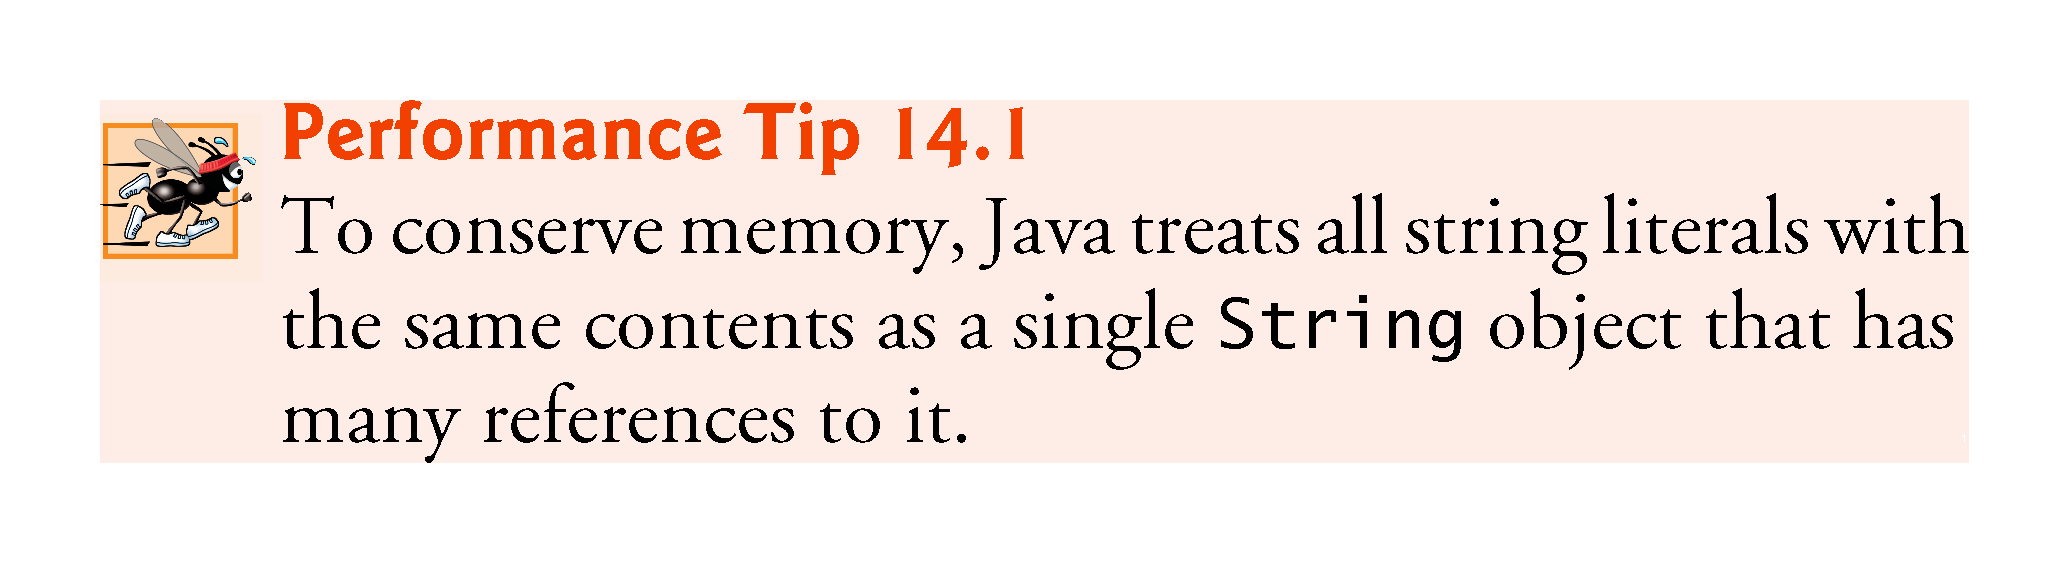 Performance Tip 14.1
To conserve memory, Java treats all string literals with
the same contents as a single String object that has
many references to it.